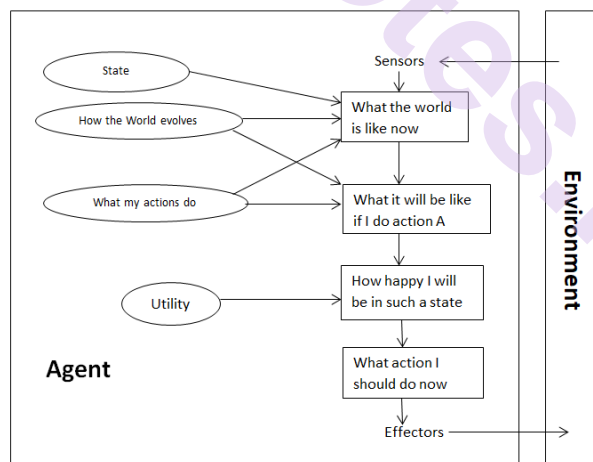 State
Sensors
How the World evolves
What the world
is like now
What my actions do
What it will be like
if I do action A
Environment
Utility
How happy I will
be in such a state
Agent
What action I
should do now
Effectors
otes.